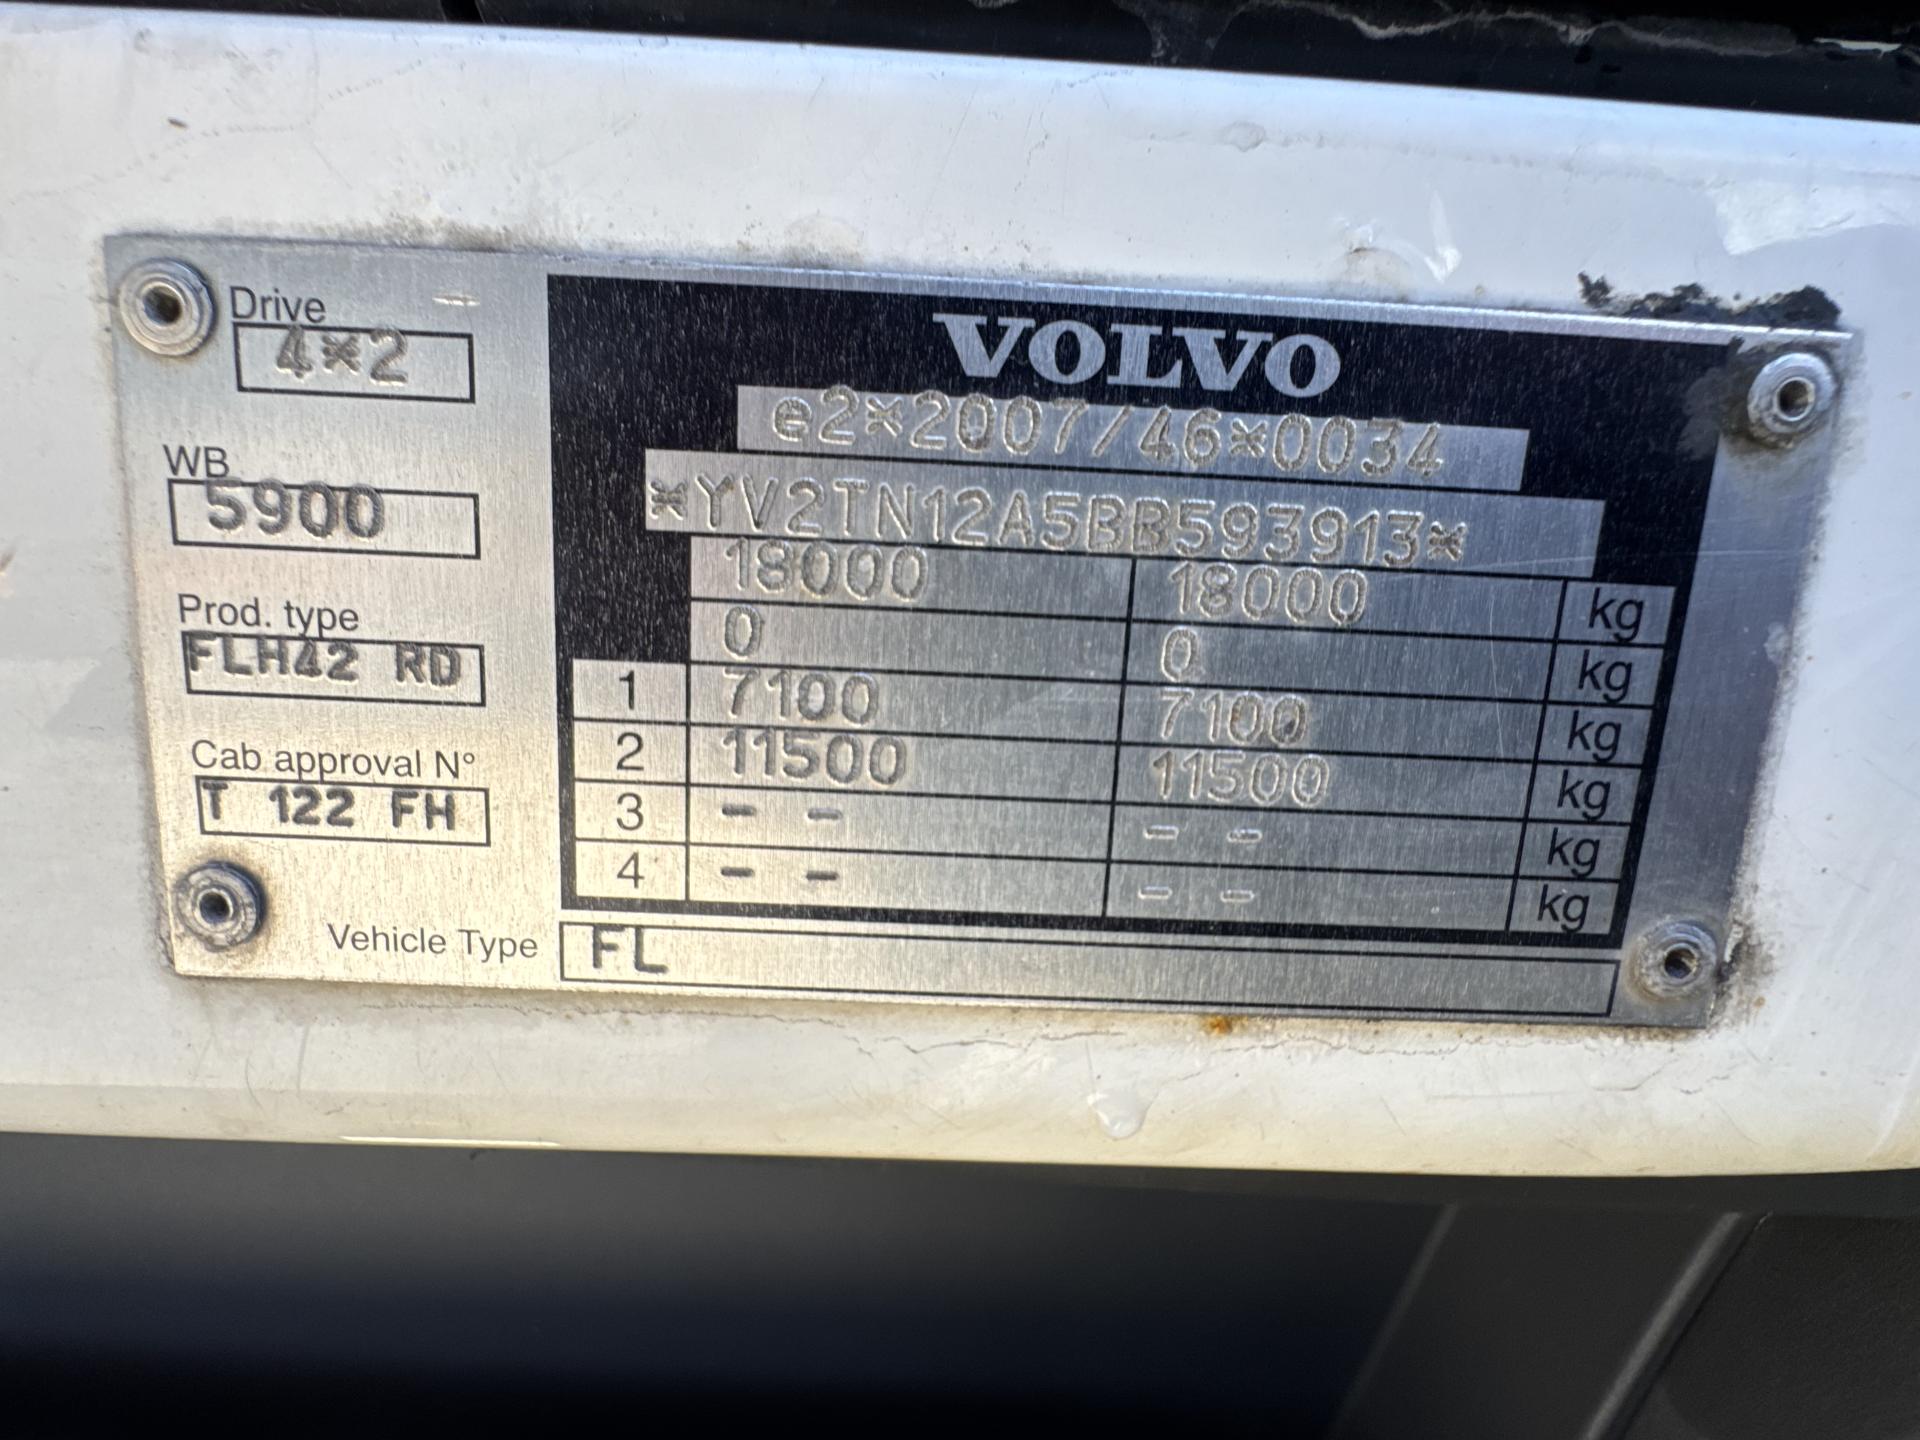 Drive
4*2
WB
5900
Prod. type
FLH42 RD
Cab approval N°
T 122 FH
VOLVO
e2*2007/46*0034
*YV2TN12A5BB593913*
18000 18000 kg
0 0 kg
1 7100 7100 kg
2 11500 11500 kg
3 - - - - kg
4 - - - - kg
Vehicle Type FL